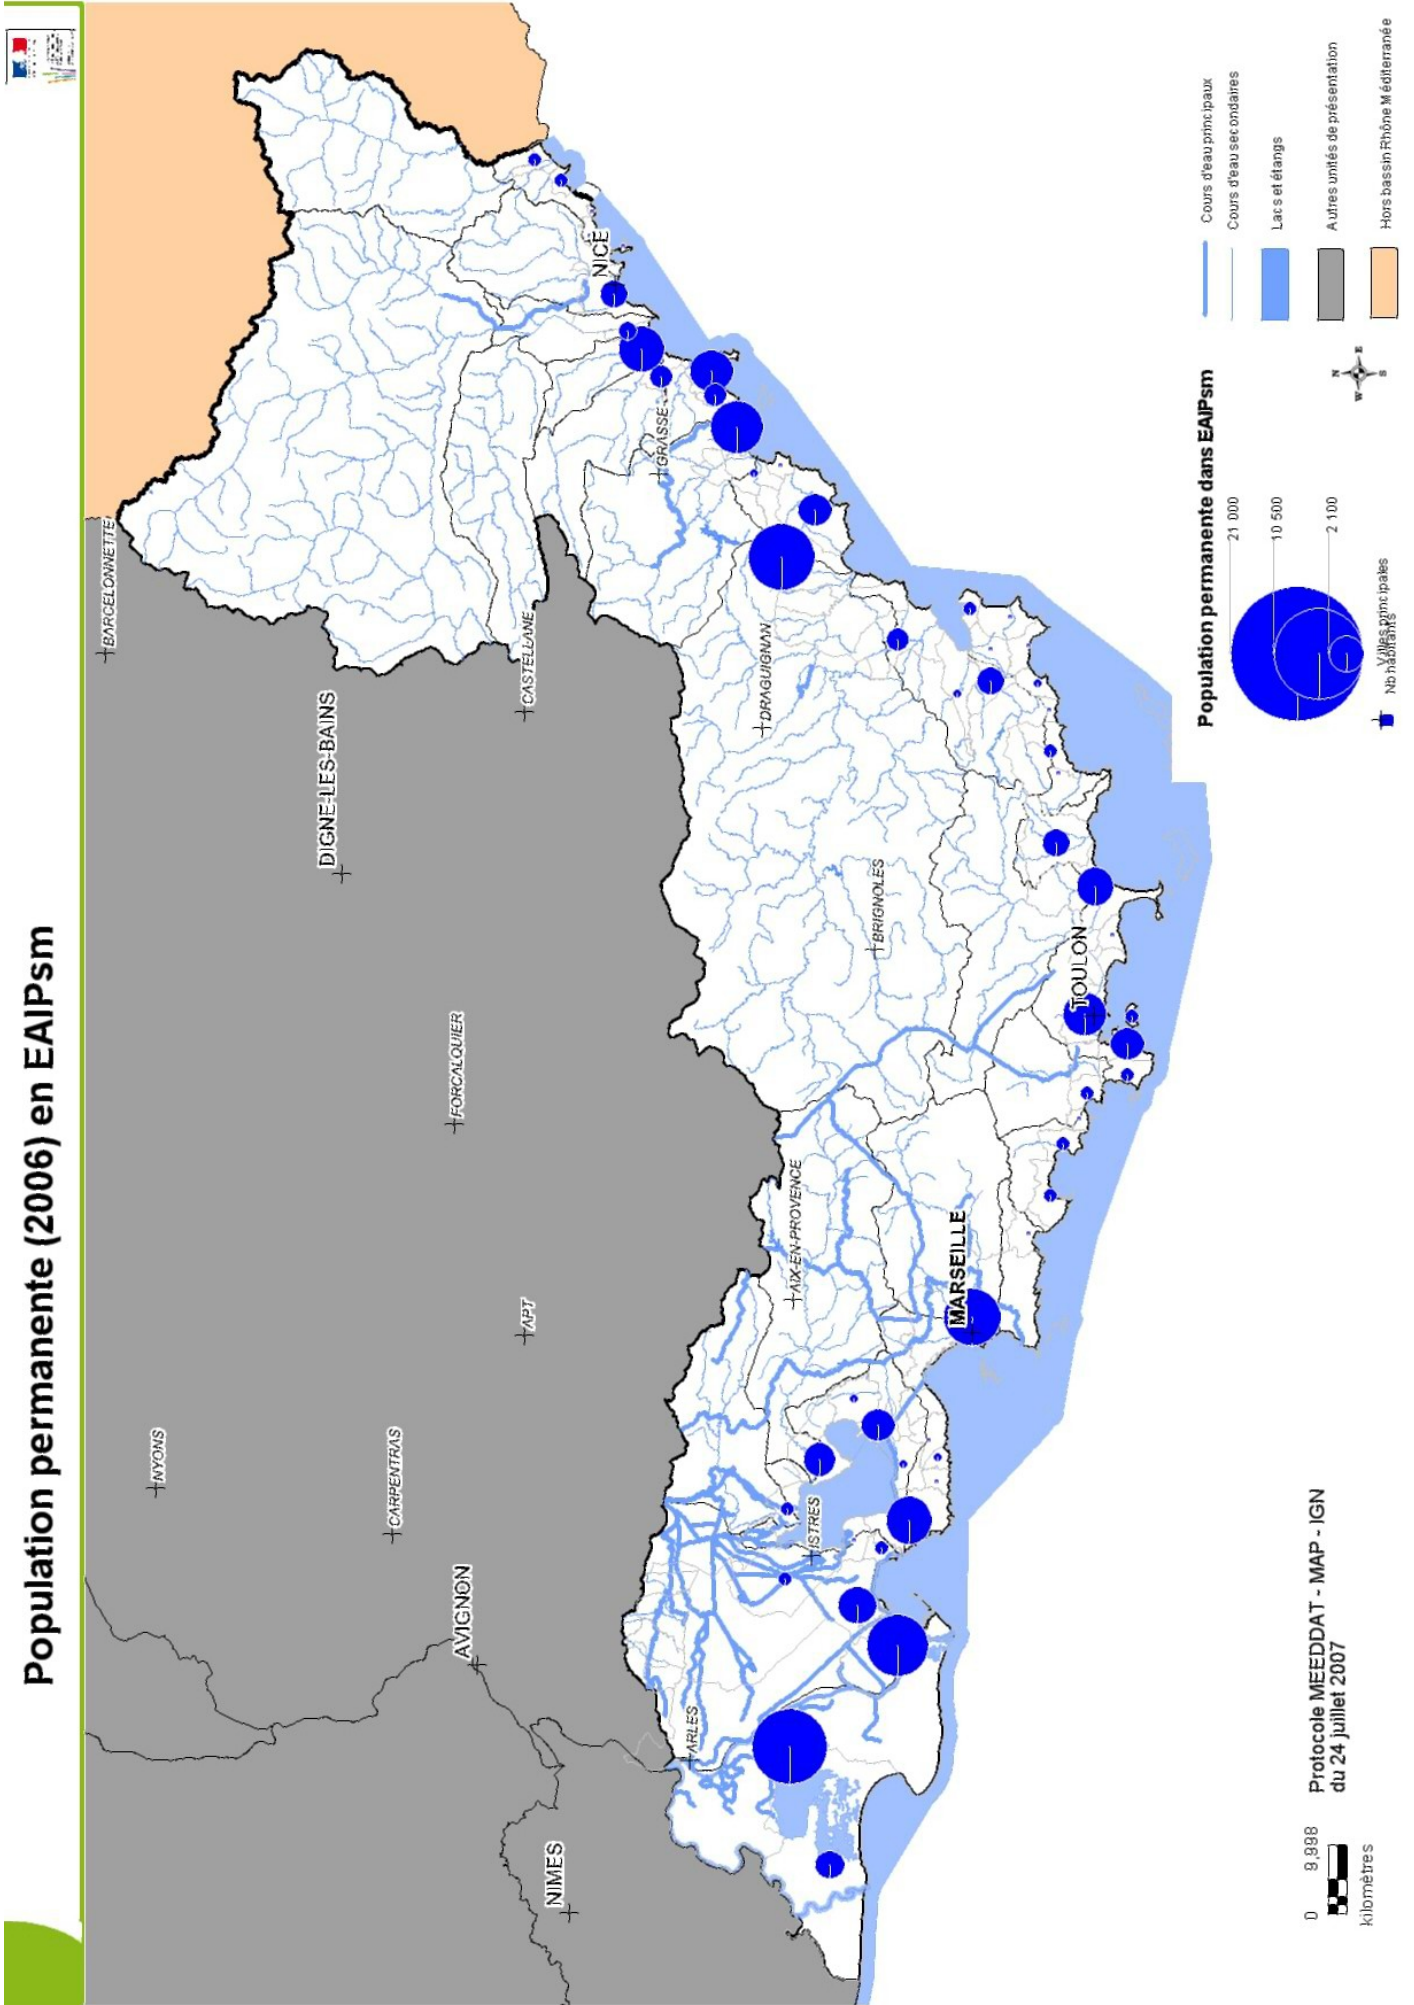 Population permanente (2006) en EAIPsm
NYONS
CARPENTRAS
AVIGNON
NIMES
ARLES
APT
FORCALQUIER
DIGNE-LES-BAINS
BARCELONNETTE
CASTELLANE
DRAGUIGNAN
GRASSE
NICE
BRIGNOLES
TOULON
AIX-EN-PROVENCE
MARSEILLE
ISTRES
0 9,998
kilomètres
Protocole MEEDDAT - MAP - IGN
du 24 juillet 2007
Population permanente dans EAIPsm
21 000
10 500
2 100
Villes principales
Nb habitants
N
W E
S
Cours d'eau principaux
Cours d'eau secondaires
Lacs et étangs
Autres unités de présentation
Hors bassin Rhône Méditerranée